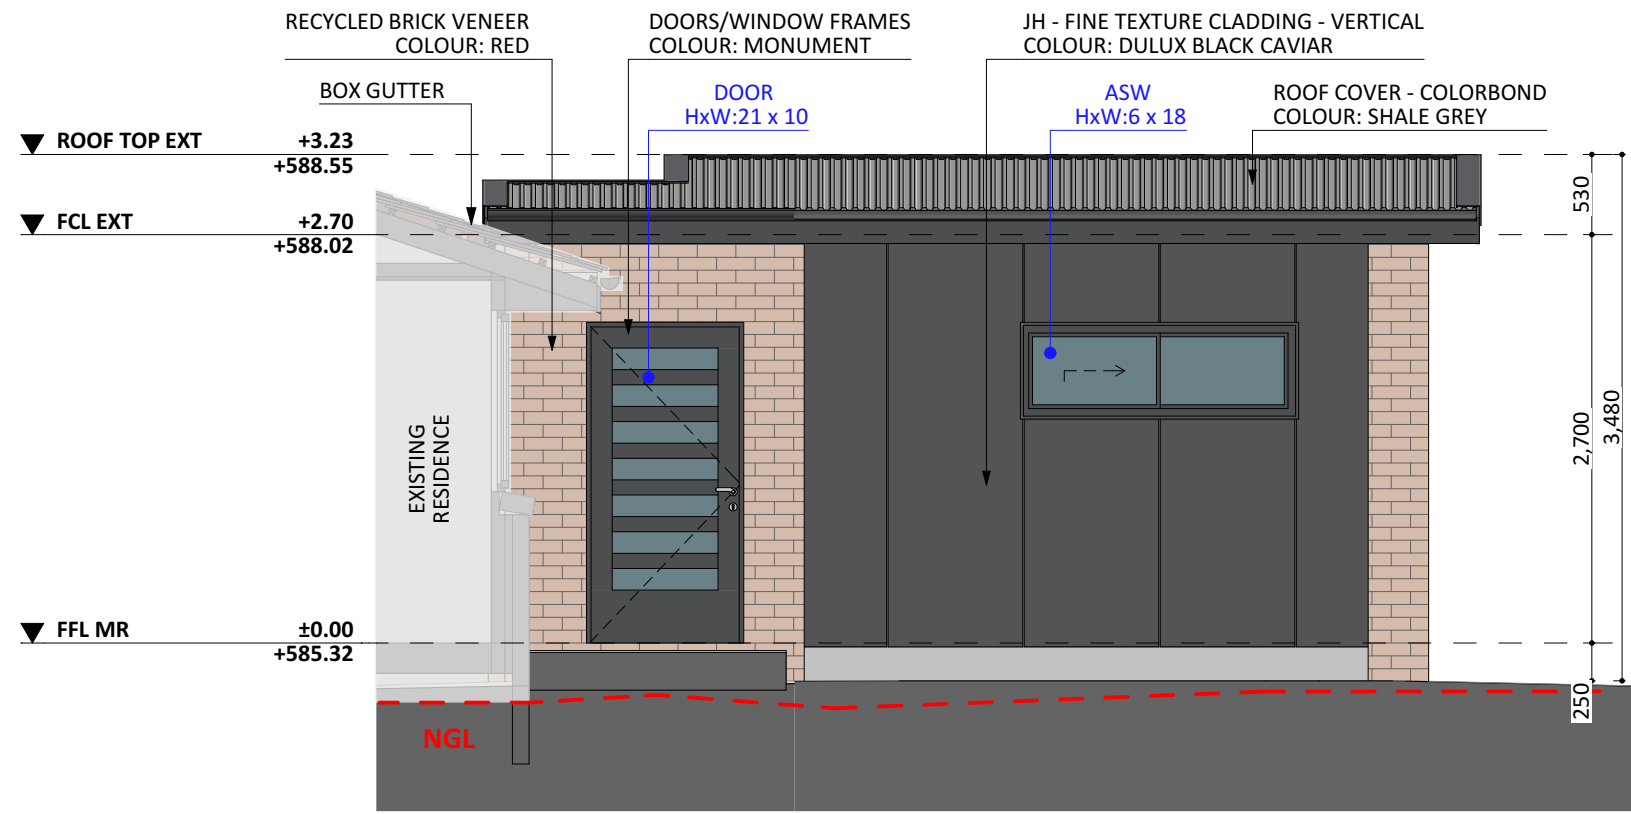 RECYCLED BRICK VENEER
COLOUR: RED
DOORS/WINDOW FRAMES
COLOUR: MONUMENT
JH - FINE TEXTURE CLADDING - VERTICAL
COLOUR: DULUX BLACK CAVIAR
BOX GUTTER
DOOR
HxW:21 x 10
ASW
HxW:6 x 18
ROOF COVER - COLORBOND
COLOUR: SHALE GREY
ROOF TOP EXT +3.23
+588.55
FCL EXT +2.70
+588.02
530
EXISTING
RESIDENCE
2,700
3,480
FFL MR ±0.00
+585.32
250
NGL